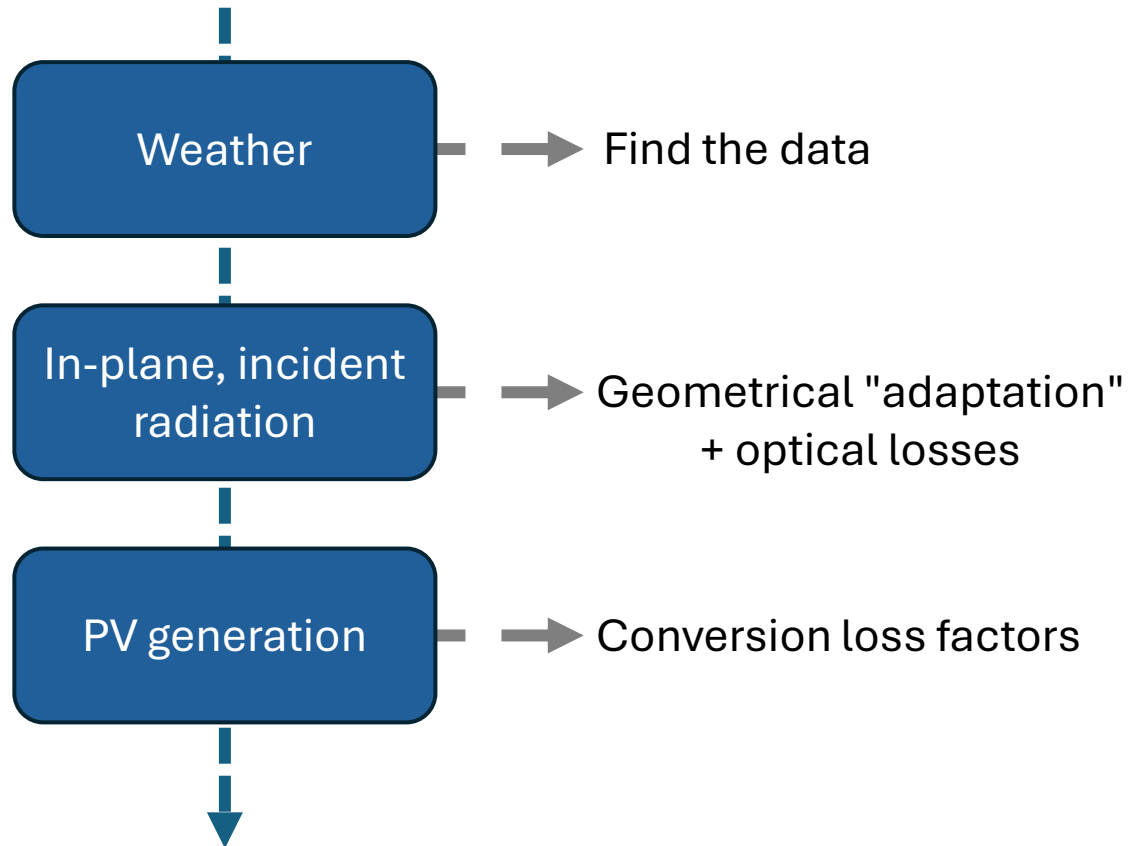 Weather
Find the data
In-plane, incident
radiation
Geometrical "adaptation"
+ optical losses
PV generation
Conversion loss factors